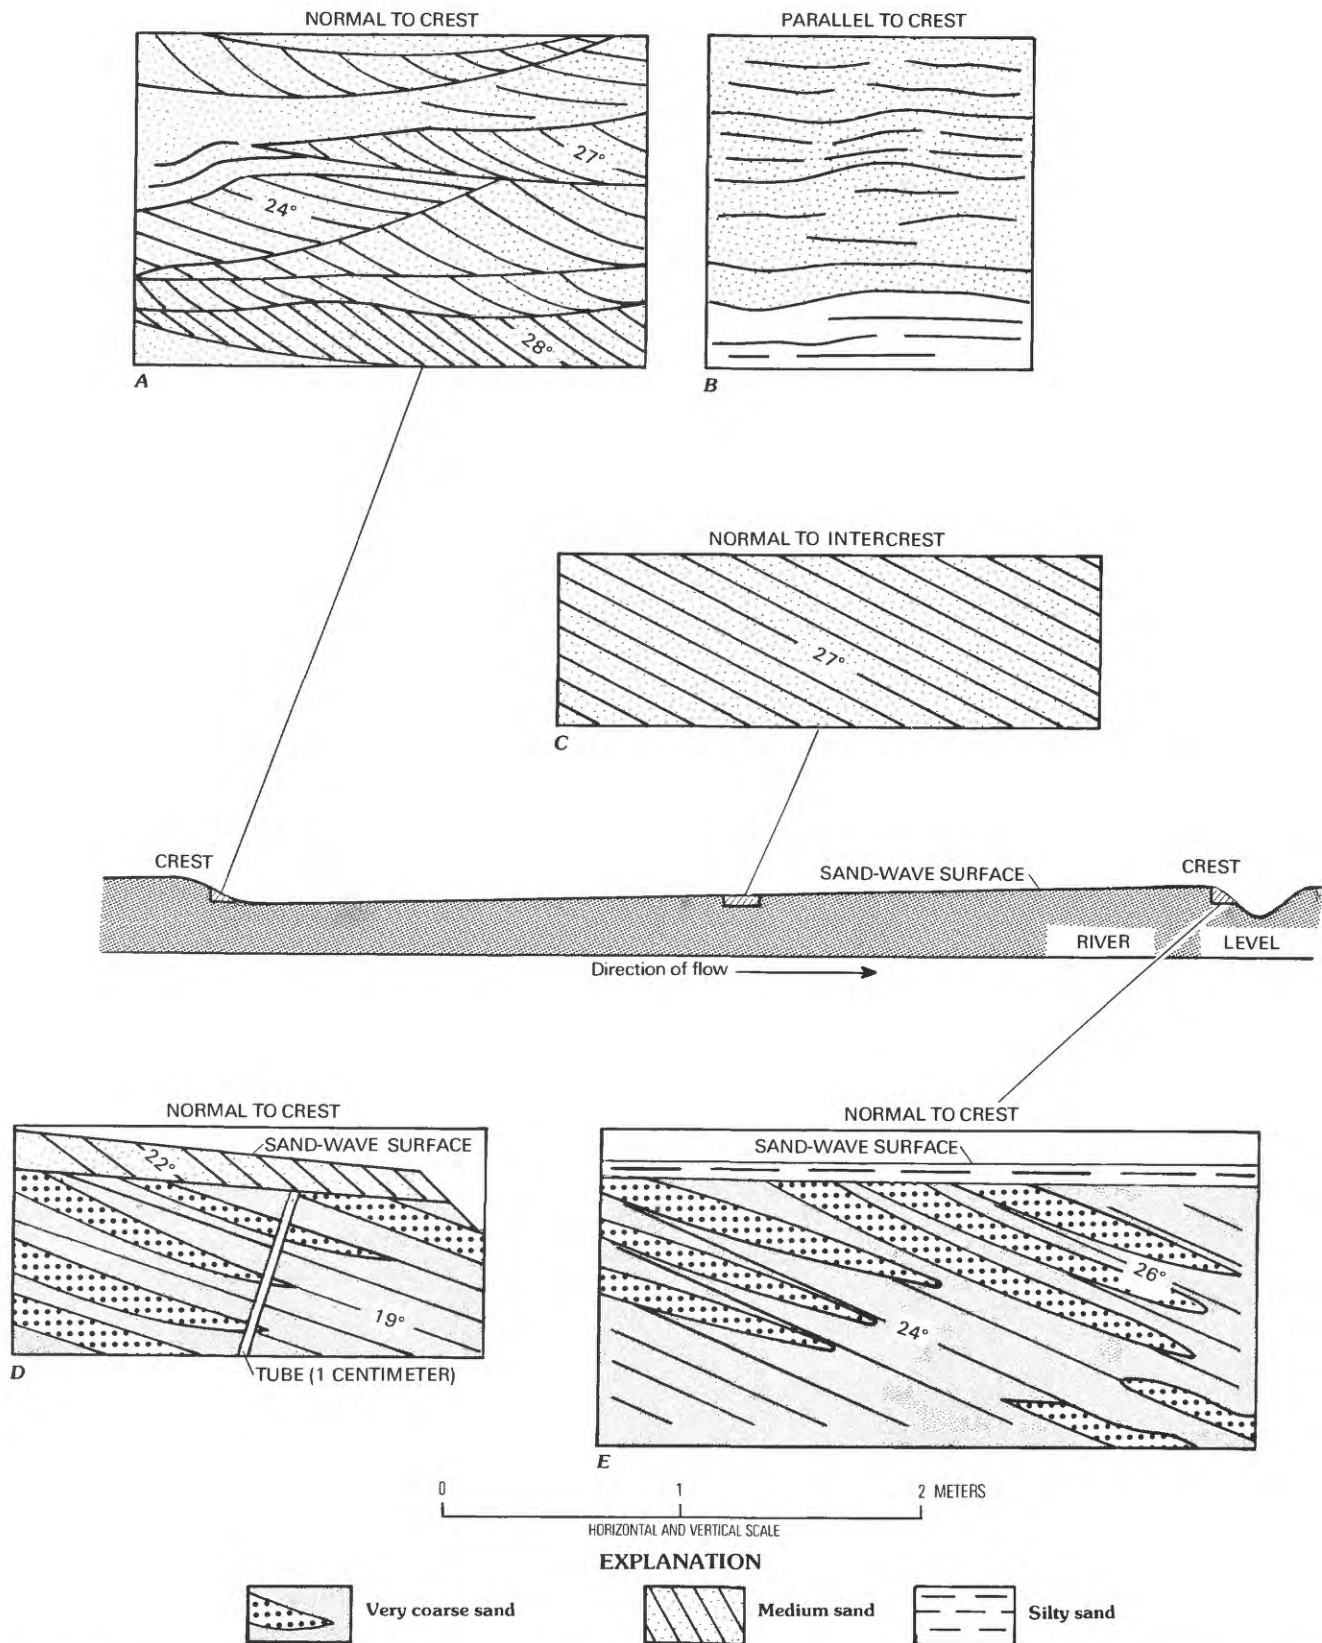 NORMAL TO CREST
PARALLEL TO CREST
27°
24°
28°
A
B
NORMAL TO INTERCREST
27°
C
CREST
SAND-WAVE SURFACE
CREST
RIVER LEVEL
Direction of flow
NORMAL TO CREST
SAND-WAVE SURFACE
22°
19°
TUBE (1 CENTIMETER)
D
NORMAL TO CREST
SAND-WAVE SURFACE
26°
24°
E
0 1 2 METERS
HORIZONTAL AND VERTICAL SCALE
EXPLANATION
Very coarse sand
Medium sand
Silty sand